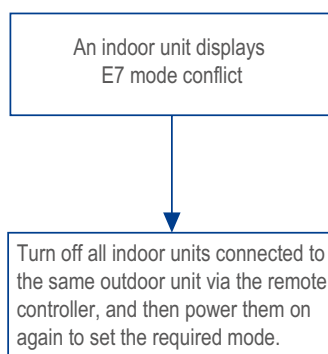 An indoor unit displays
E7 mode conflict
Turn off all indoor units connected to
the same outdoor unit via the remote
controller, and then power them on
again to set the required mode.